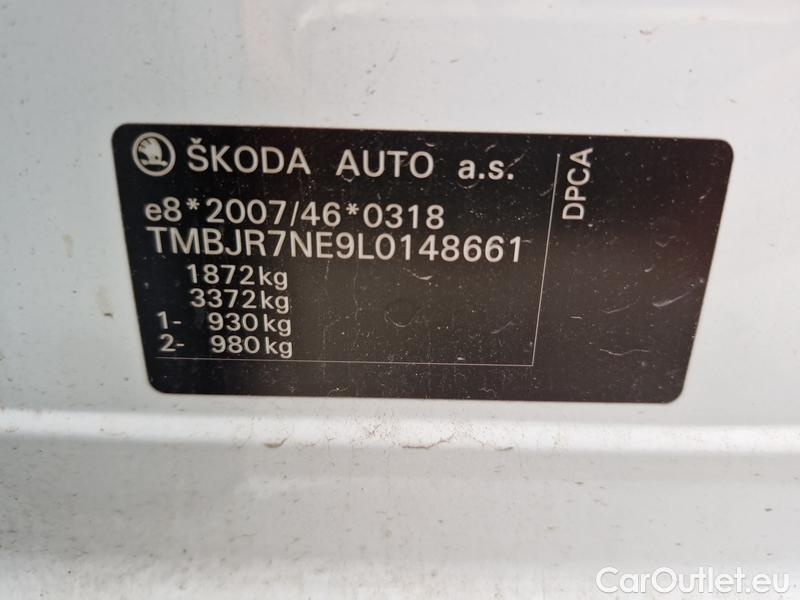 ŠKODA AUTO a.s.
e8*2007/46*0318
TMBJR7NE9L0148661
1872kg
3372kg
1- 930kg
2- 980kg
DPCA
CarOutlet.eu